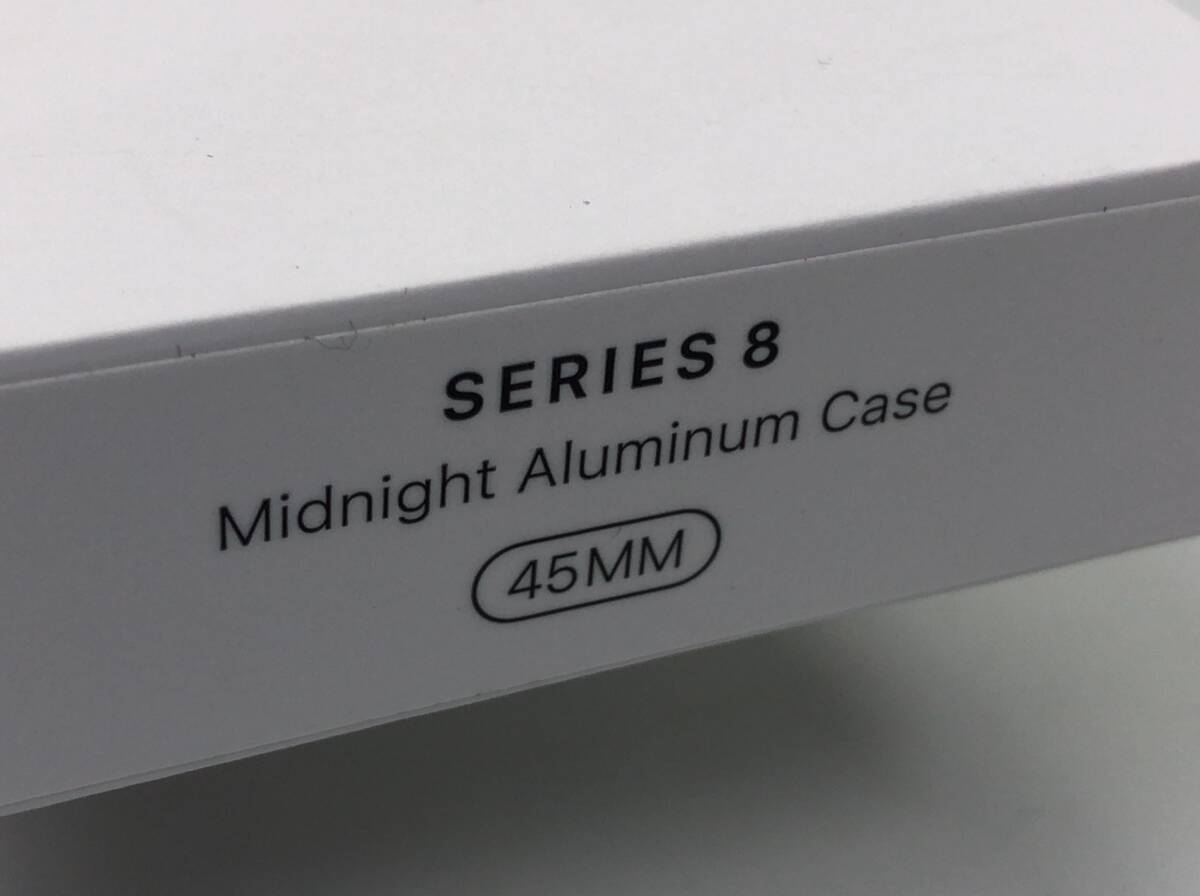 SERIES 8
Midnight Aluminum Case
45MM